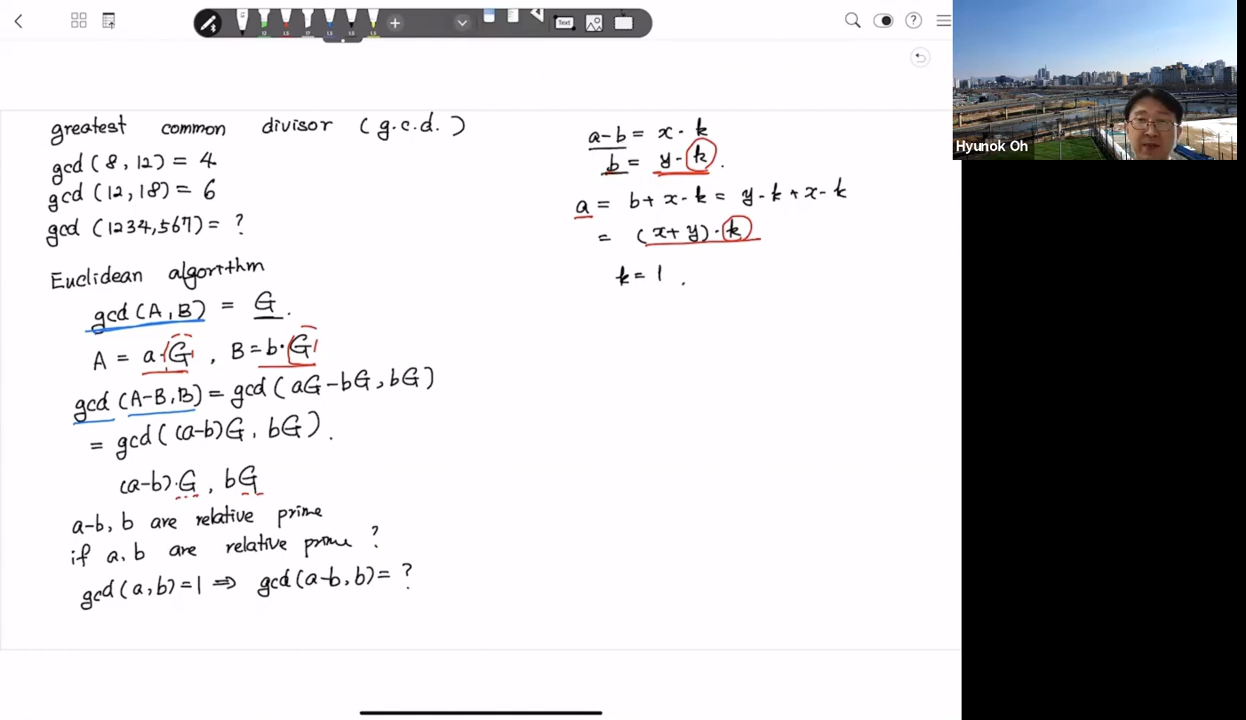 Text
greatest common divisor (g.c.d.)
gcd(8,12) = 4
gcd(12,18) = 6
gcd(1234,567) = ?
Euclidean algorithm
gcd(A,B) = G.
A = a·G, B = b·G
gcd(A-B,B) = gcd(aG-bG, bG)
= gcd((a-b)G, bG).
(a-b)·G, bG
a-b, b are relative prime
if a, b are relative prime ?
gcd(a,b)=1 ⇒ gcd(a-b,b)= ?
a-b = x·k
b = y·k.
a = b+x·k = y·k+x·k
= (x+y)·k
k = 1.
Hyunok Oh